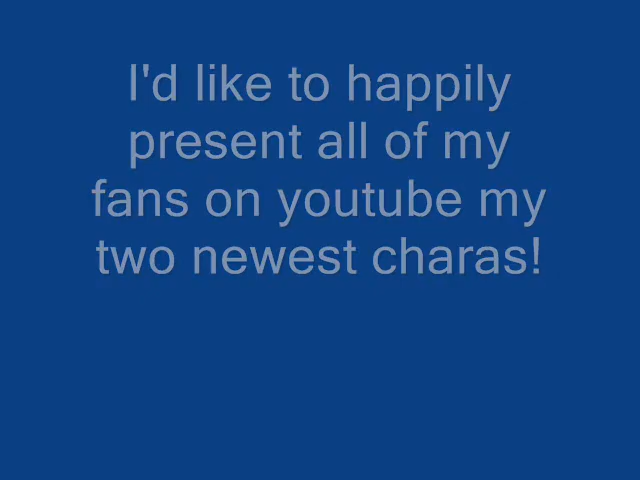 I'd like to happily
present all of my
fans on youtube my
two newest charas!